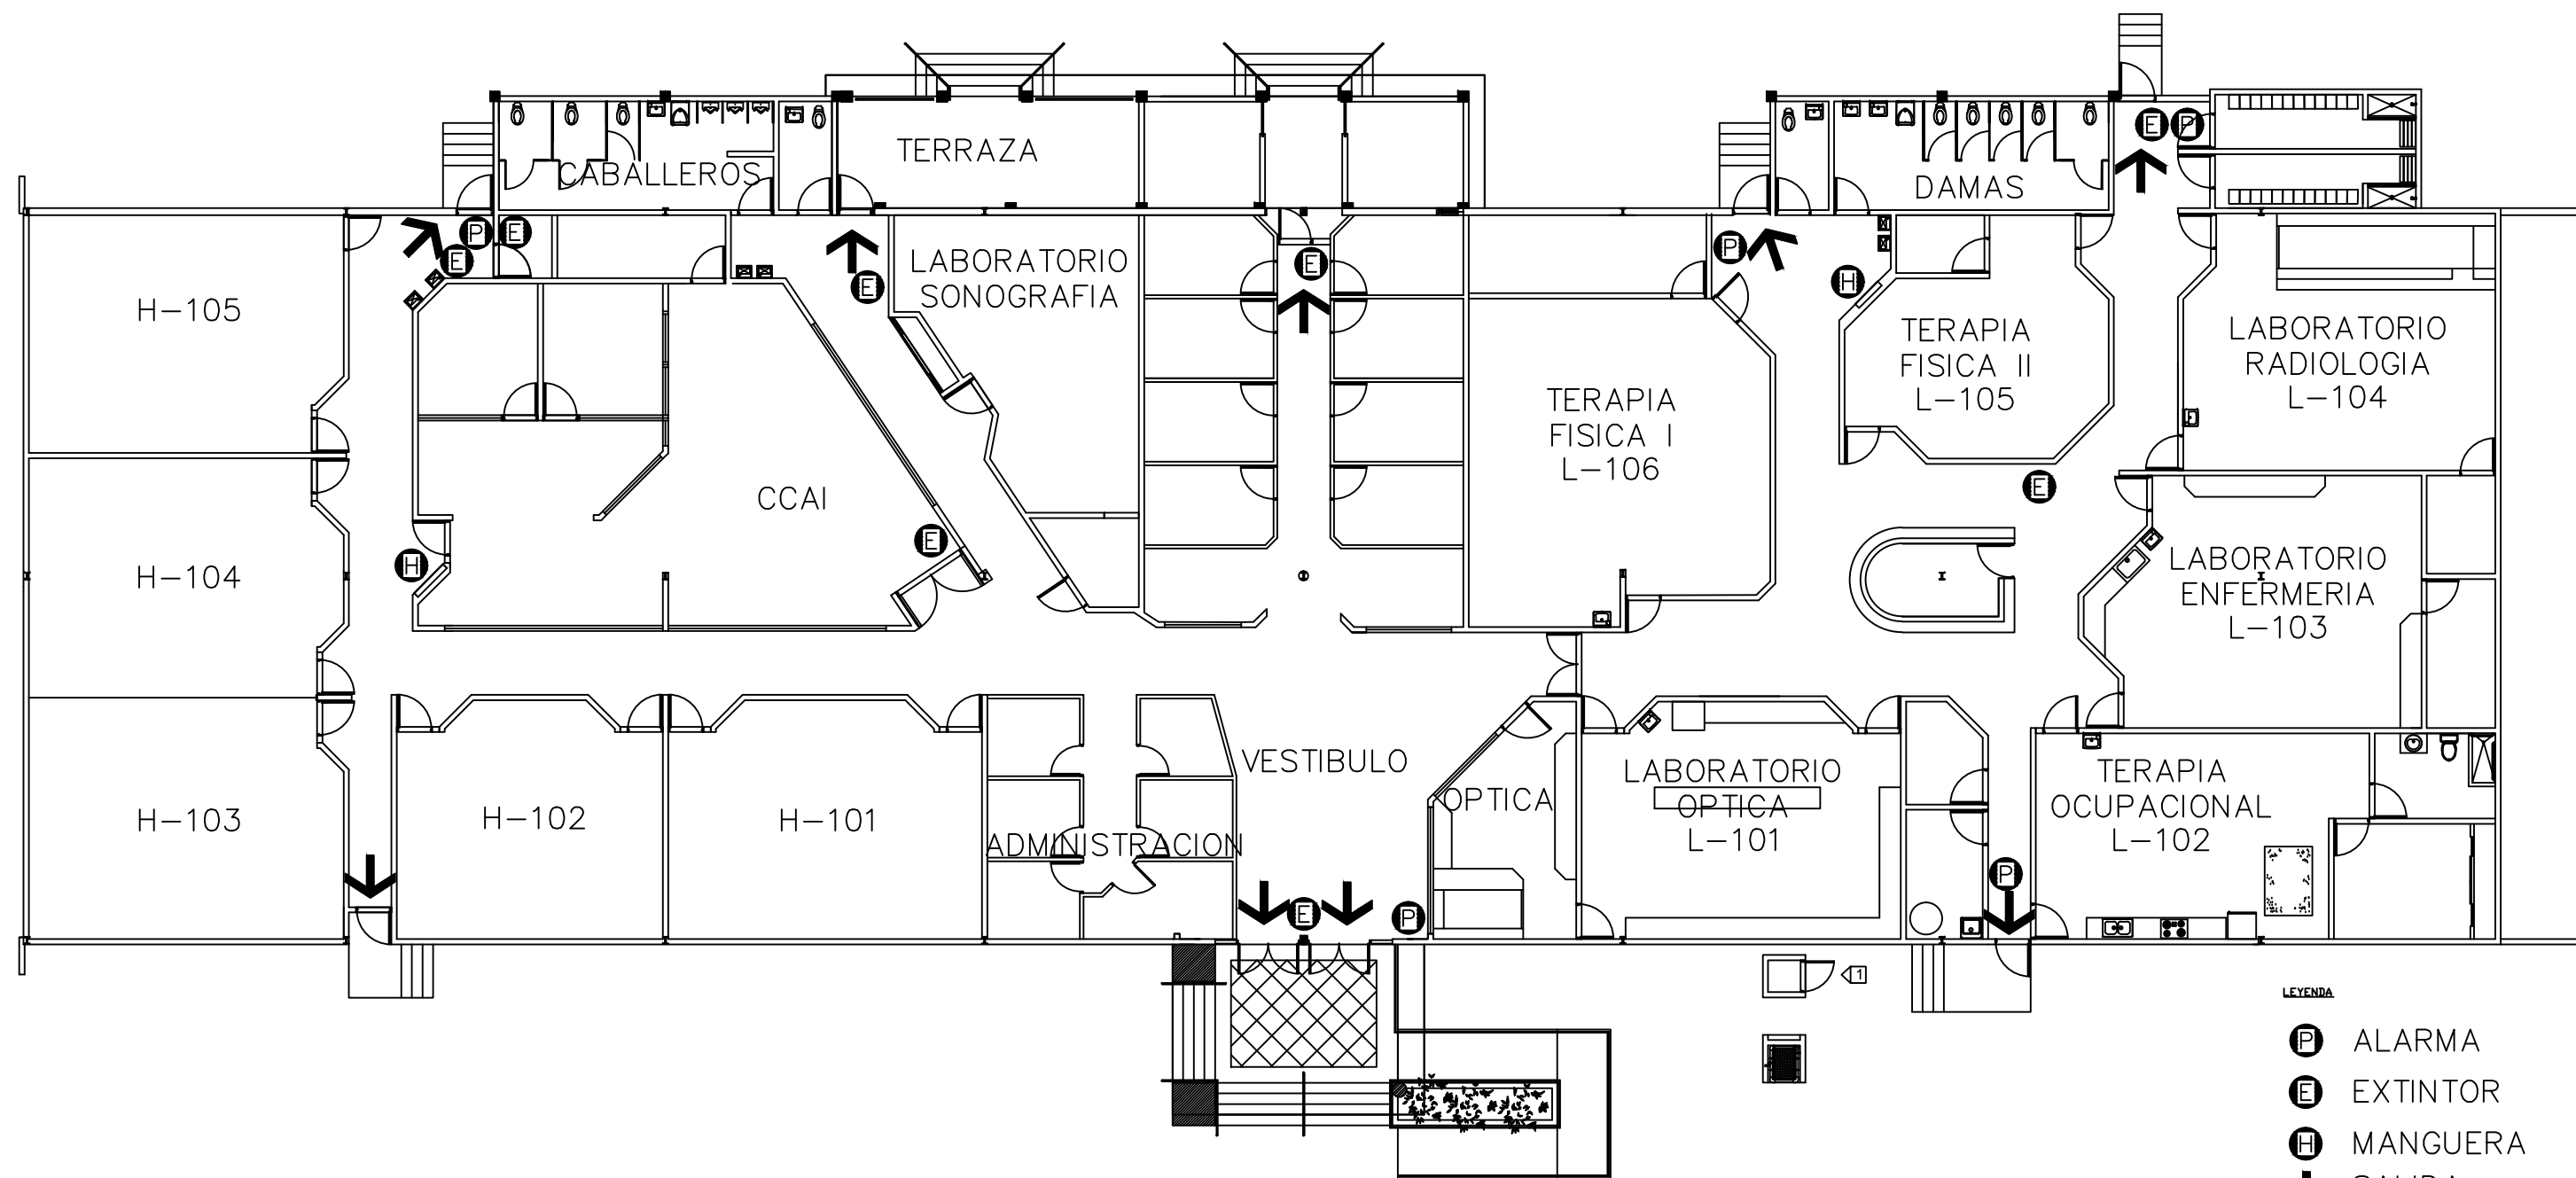 TERRAZA
CABALLEROS
DAMAS
E
P
P
E
E
E
E
P
H
H-105
LABORATORIO
SONOGRAFIA
TERAPIA
FISICA I
L-106
TERAPIA
FISICA II
L-105
LABORATORIO
RADIOLOGIA
L-104
CCAI
E
E
H
H-104
LABORATORIO
ENFERMERIA
L-103
H-103
H-102
H-101
ADMINISTRACION
VESTIBULO
OPTICA
LABORATORIO
OPTICA
L-101
TERAPIA
OCUPACIONAL
L-102
P
E
P
1
LEYENDA
P ALARMA
E EXTINTOR
H MANGUERA